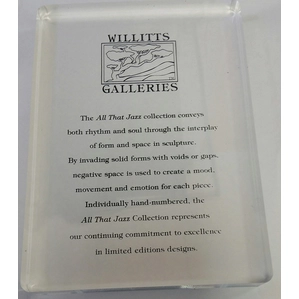 WILLITTS
GALLERIES
The All That Jazz collection conveys
both rhythm and soul through the interplay
of form and space in sculpture.
By invading solid forms with voids or gaps,
negative space is used to create a mood,
movement and emotion for each piece.
Individually hand-numbered, the
All That Jazz Collection represents
our continuing commitment to excellence
in limited editions designs.